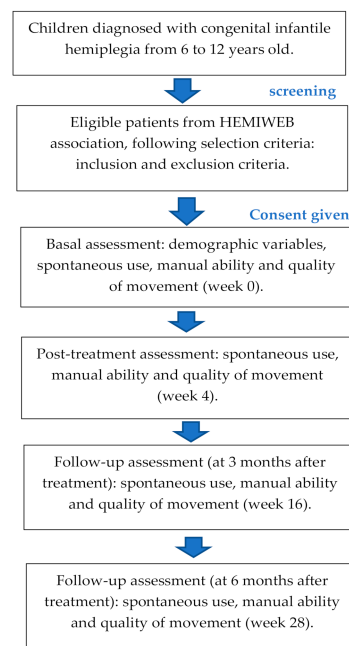 Children diagnosed with congenital infantile
hemiplegia from 6 to 12 years old.
screening
Eligible patients from HEMIWEB
association, following selection criteria:
inclusion and exclusion criteria.
Consent given
Basal assessment: demographic variables,
spontaneous use, manual ability and quality
of movement (week 0).
Post-treatment assessment: spontaneous use,
manual ability and quality of movement
(week 4).
Follow-up assessment (at 3 months after
treatment): spontaneous use, manual ability
and quality of movement (week 16).
Follow-up assessment (at 6 months after
treatment): spontaneous use, manual ability
and quality of movement (week 28).